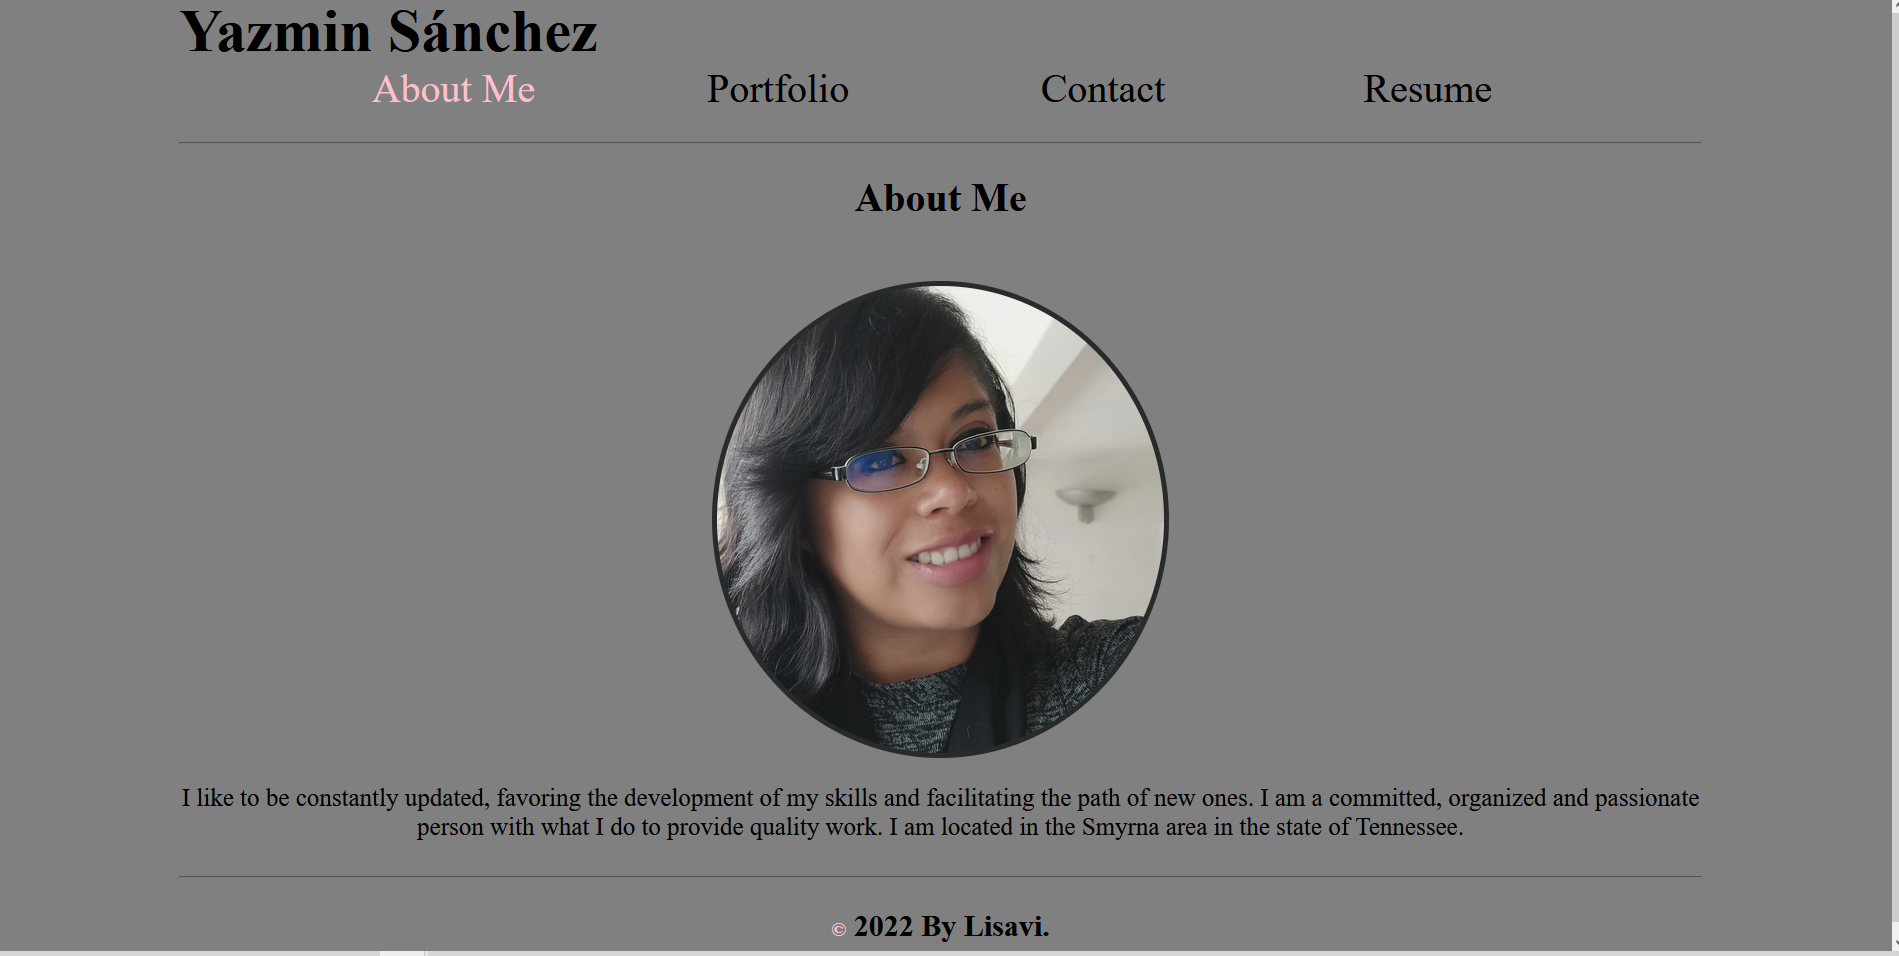 Yazmin Sánchez
About Me Portfolio Contact Resume
About Me
I like to be constantly updated, favoring the development of my skills and facilitating the path of new ones. I am a committed, organized and passionate
person with what I do to provide quality work. I am located in the Smyrna area in the state of Tennessee.
© 2022 By Lisavi.